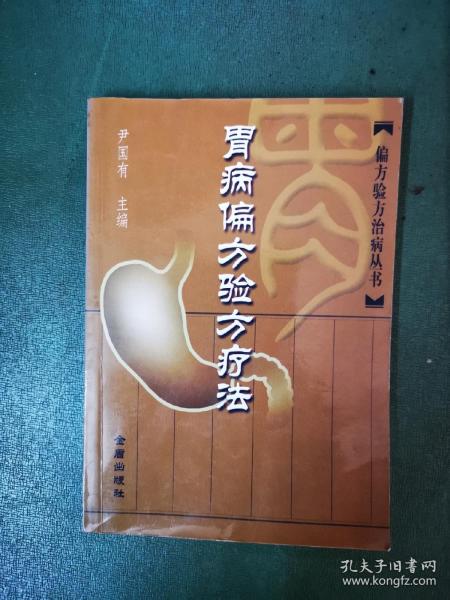 【偏方验方治病丛书】
胃
胃病偏方验方疗法
尹国有 主编
金盾出版社
孔夫子旧书网
www.kongfz.com